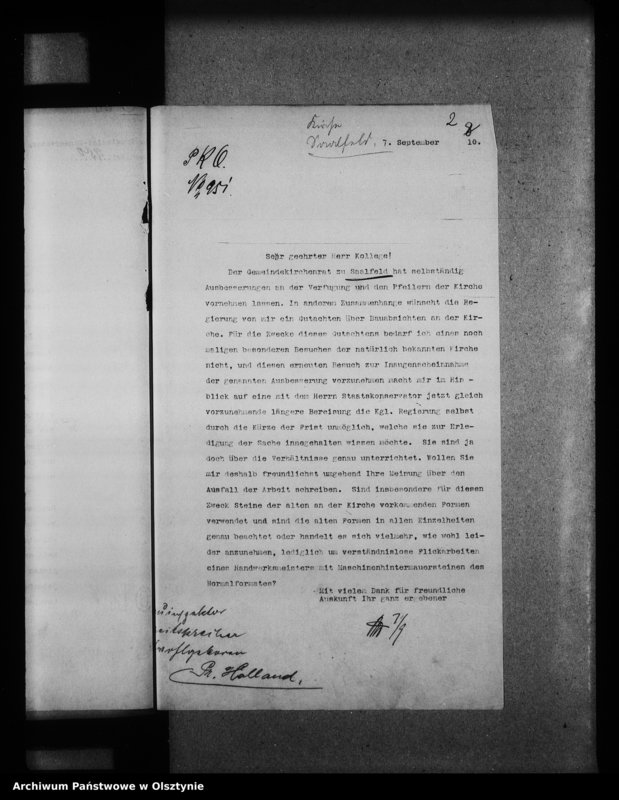 Kirche
Saalfeld, 7. September 10.
2
P.K.O.
No 951.
Sehr geehrter Herr Kollege!
Der Gemeindekirchenrat zu Saalfeld hat selbständig
Ausbesserungen an der Verfugung und den Pfeilern der Kirche
vornehmen lassen. In anderem Zusammenhange wünscht die Re-
gierung von mir ein Gutachten über Bauabsichten an der Kir-
che. Für die Zwecke dieses Gutachtens bedarf ich eines noch
maligen besonderen Besuches der natürlich bekannten Kirche
nicht, und diesen erneuten Besuch zur Inaugenscheinnahme
der genannten Ausbesserung vorzunehmen macht mir in Hin -
blick auf eine mit dem Herrn Staatskonservator jetzt gleich
vorzunehmende längere Bereisung die Kgl. Regierung selbst
durch die Kürze der Frist unmöglich, welche sie zur Erle-
digung der Sache innegehalten wissen möchte. Sie sind ja
doch über die Verhältnisse genau unterrichtet. Wollen Sie
mir deshalb freundlichst umgehend Ihre Meinung über den
Ausfall der Arbeit schreiben. Sind insbesondere für diesen
Zweck Steine der alten an der Kirche vorkommenden Formen
verwendet und sind die alten Formen in allen Einzelheiten
genau beachtet oder handelt es sich vielmehr, wie wohl lei-
der anzunehmen, lediglich um verständnislose Flickarbeiten
eines Handwerksmeisters mit Maschinenhintermauersteinen des
Normalformates?
Mit vielem Dank für freundliche
Auskunft Ihr ganz ergebener
7/9
Pr. Holland.
Archiwum Państwowe w Olsztynie